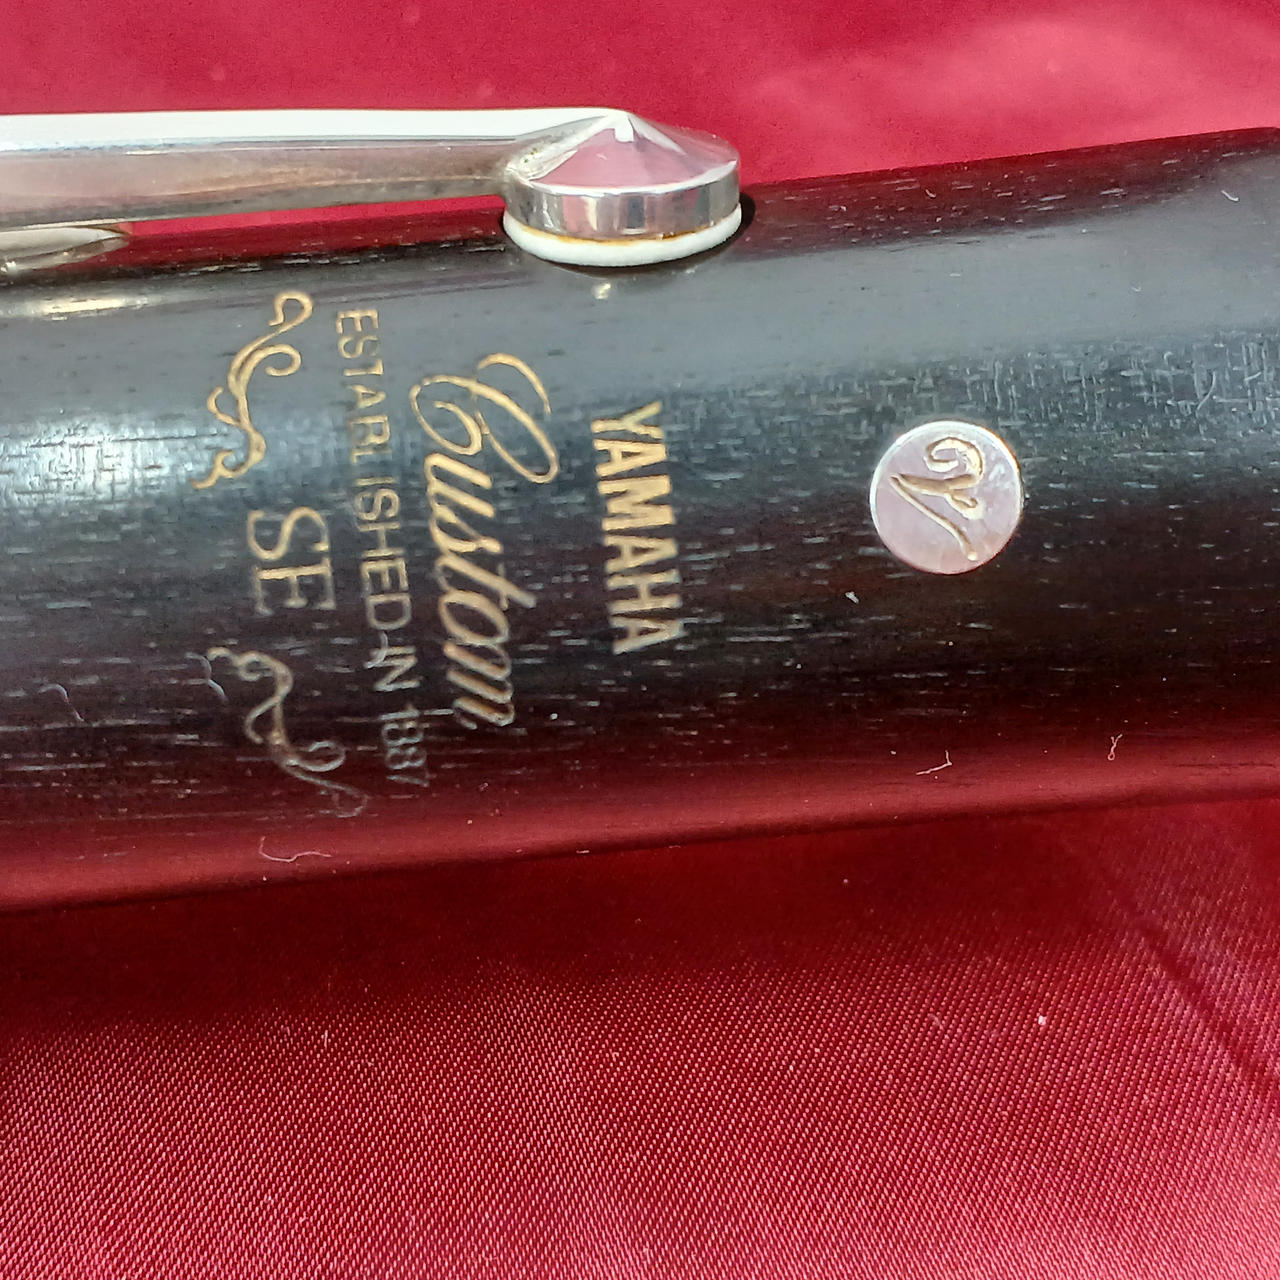 YAMAHA
Custom
ESTABLISHED IN 1887
SE